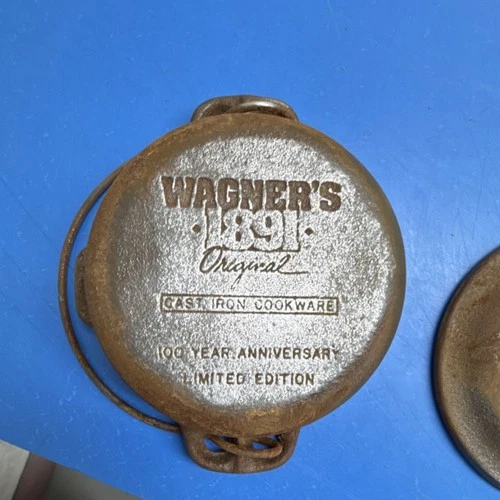 WAGNER'S
·1891·
Original
CAST IRON COOKWARE
100 YEAR ANNIVERSARY
LIMITED EDITION